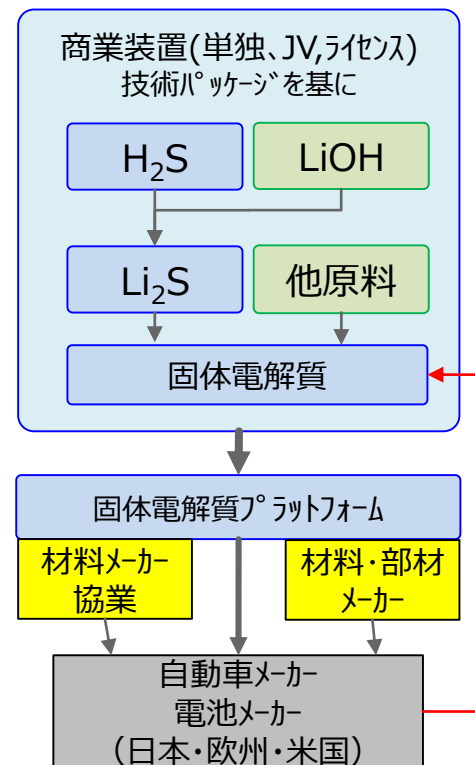 商業装置(単独、JV,ﾗｲｾﾝｽ)
技術ﾊﾟｯｹｰｼﾞを基に
H₂S
LiOH
Li₂S
他原料
固体電解質
固体電解質ﾌﾟﾗｯﾄﾌｫｰﾑ
材料ﾒｰｶｰ
協業
材料･部材
ﾒｰｶｰ
自動車ﾒｰｶｰ
電池ﾒｰｶｰ
（日本･欧州･米国）